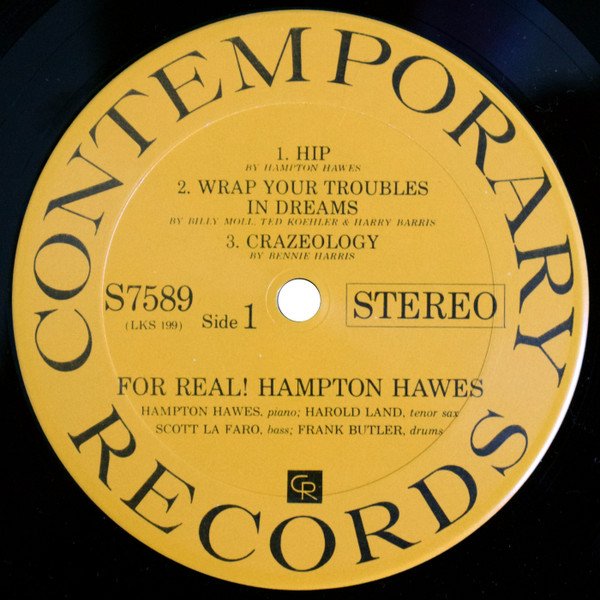 CONTEMPORARY
1. HIP
BY HAMPTON HAWES
2. WRAP YOUR TROUBLES
IN DREAMS
BY BILLY MOLL, TED KOEHLER & HARRY BARRIS
3. CRAZEOLOGY
BY BENNIE HARRIS
S7589
(LKS 199)
Side 1
STEREO
FOR REAL! HAMPTON HAWES
HAMPTON HAWES, piano; HAROLD LAND, tenor sax
SCOTT LA FARO, bass; FRANK BUTLER, drums
CR
RECORDS